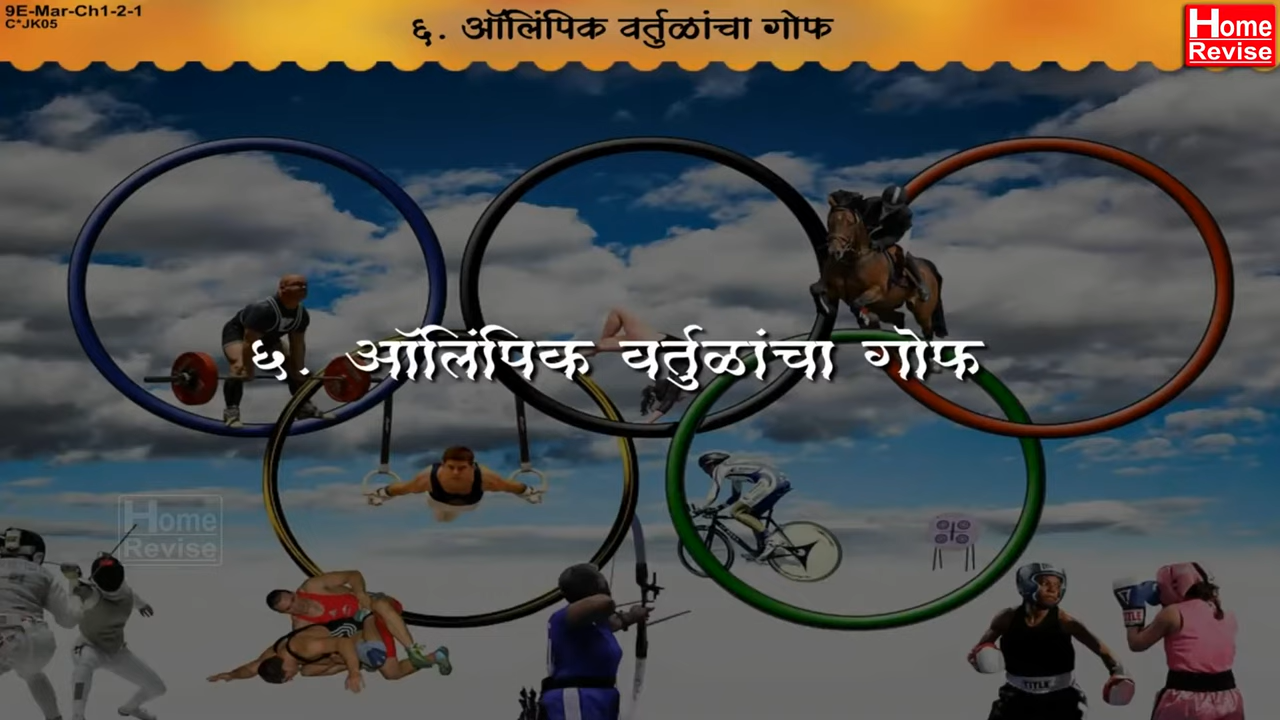 9E-Mar-Ch1-2-1
C*JK05
६. ऑलिंपिक वर्तुळांचा गोफ
Home
Revise
६. ऑलिंपिक वर्तुळांचा गोफ
Home
Revise
TITLE
TITLE